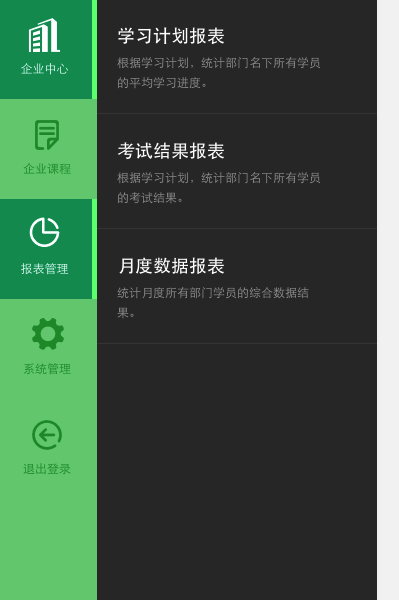 企业中心
企业课程
报表管理
系统管理
退出登录
学习计划报表
根据学习计划，统计部门名下所有学员
的平均学习进度。
考试结果报表
根据学习计划，统计部门名下所有学员
的考试结果。
月度数据报表
统计月度所有部门学员的综合数据结
果。